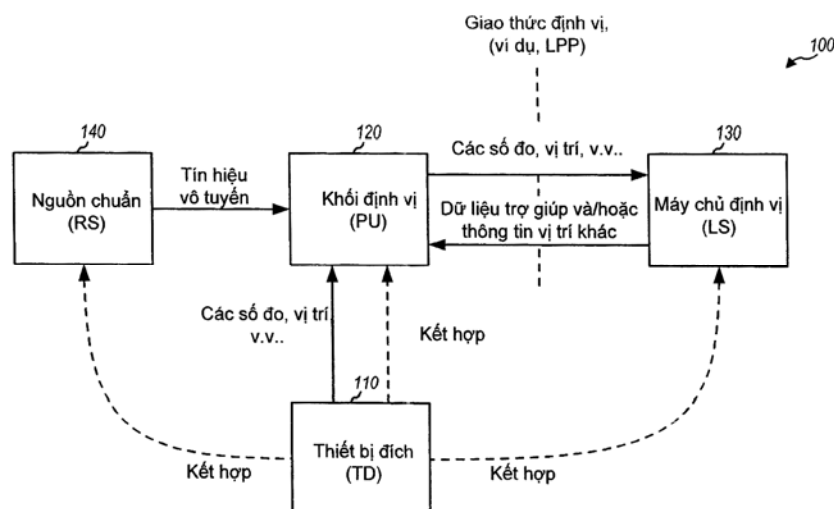 Giao thức định vị,
(ví dụ, LPP)
100
140
120
130
Nguồn chuẩn
(RS)
Tín hiệu
vô tuyến
Khối định vị
(PU)
Các số đo, vị trí, v.v..
Dữ liệu trợ giúp và/hoặc
thông tin vị trí khác
Máy chủ định vị
(LS)
Các số đo, vị trí
v.v..
Kết hợp
110
Thiết bị đích
(TD)
Kết hợp
Kết hợp